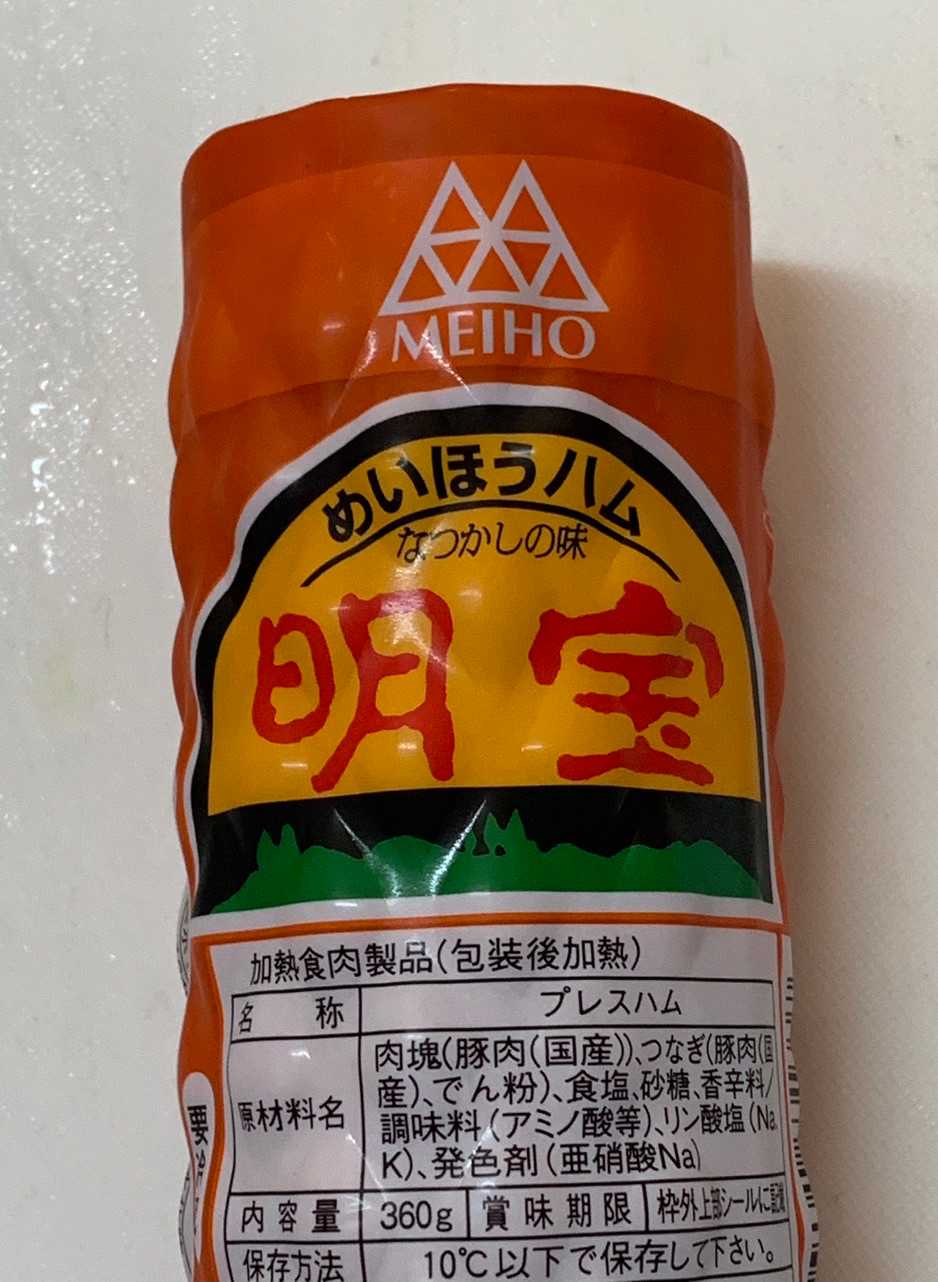 MEIHO
めいほうハム
なつかしの味
明宝
加熱食肉製品(包装後加熱)
名 称 プレスハム
原材料名 肉塊(豚肉(国産))、つなぎ(豚肉(国
産)、でん粉)、食塩、砂糖、香辛料/
調味料(アミノ酸等)、リン酸塩(Na、
K)、発色剤(亜硝酸Na)
内容量 360g 賞味期限 枠外上部シールに記載
保存方法 10℃以下で保存して下さい。
要